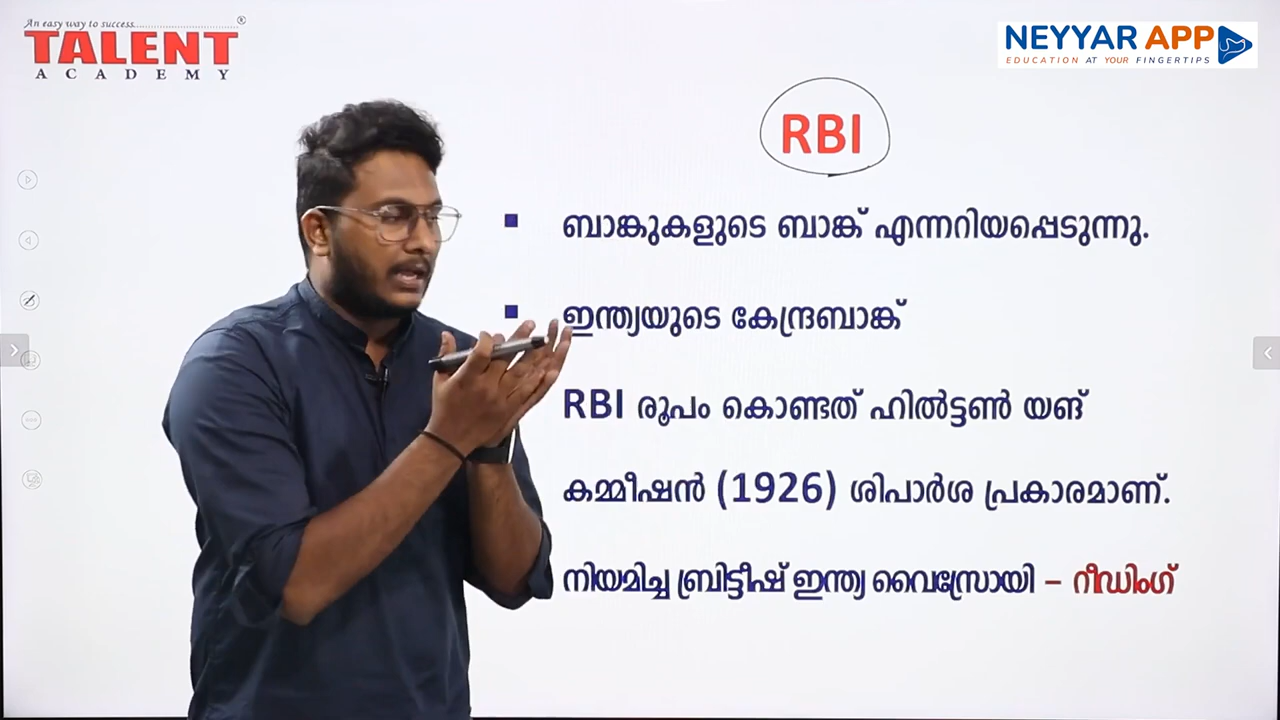 An easy way to success.....
TALENT
ACADEMY
NEYYAR APP
EDUCATION AT YOUR FINGERTIPS
RBI
ബാങ്കുകളുടെ ബാങ്ക് എന്നറിയപ്പെടുന്നു.
ഇന്ത്യയുടെ കേന്ദ്രബാങ്ക്
RBI രൂപം കൊണ്ടത് ഹിൽട്ടൺ യങ്
കമ്മീഷൻ (1926) ശിപാർശ പ്രകാരമാണ്.
നിയമിച്ച ബ്രിട്ടീഷ് ഇന്ത്യ വൈസ്രോയി – റീഡിംഗ്